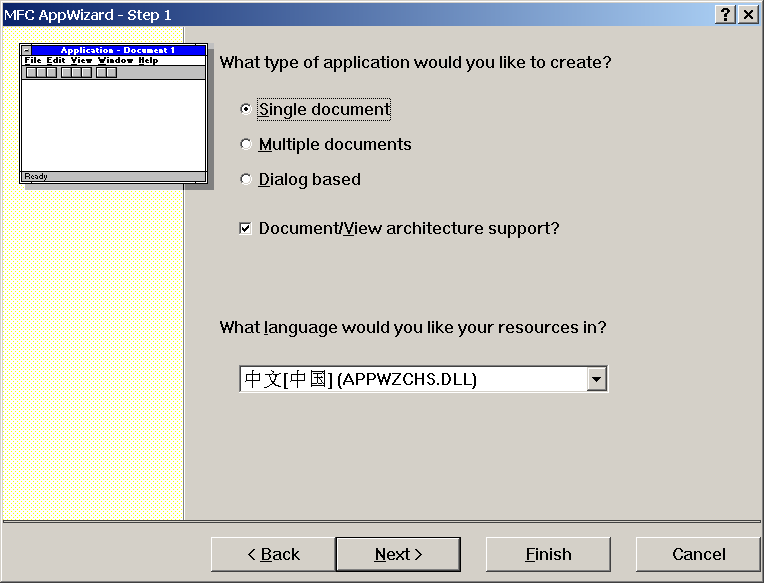 MFC AppWizard - Step 1
Application - Document 1
File Edit View Window Help
Ready
What type of application would you like to create?
Single document
Multiple documents
Dialog based
Document/View architecture support?
What language would you like your resources in?
中文[中国] (APPWZCHS.DLL)
< Back
Next >
Finish
Cancel